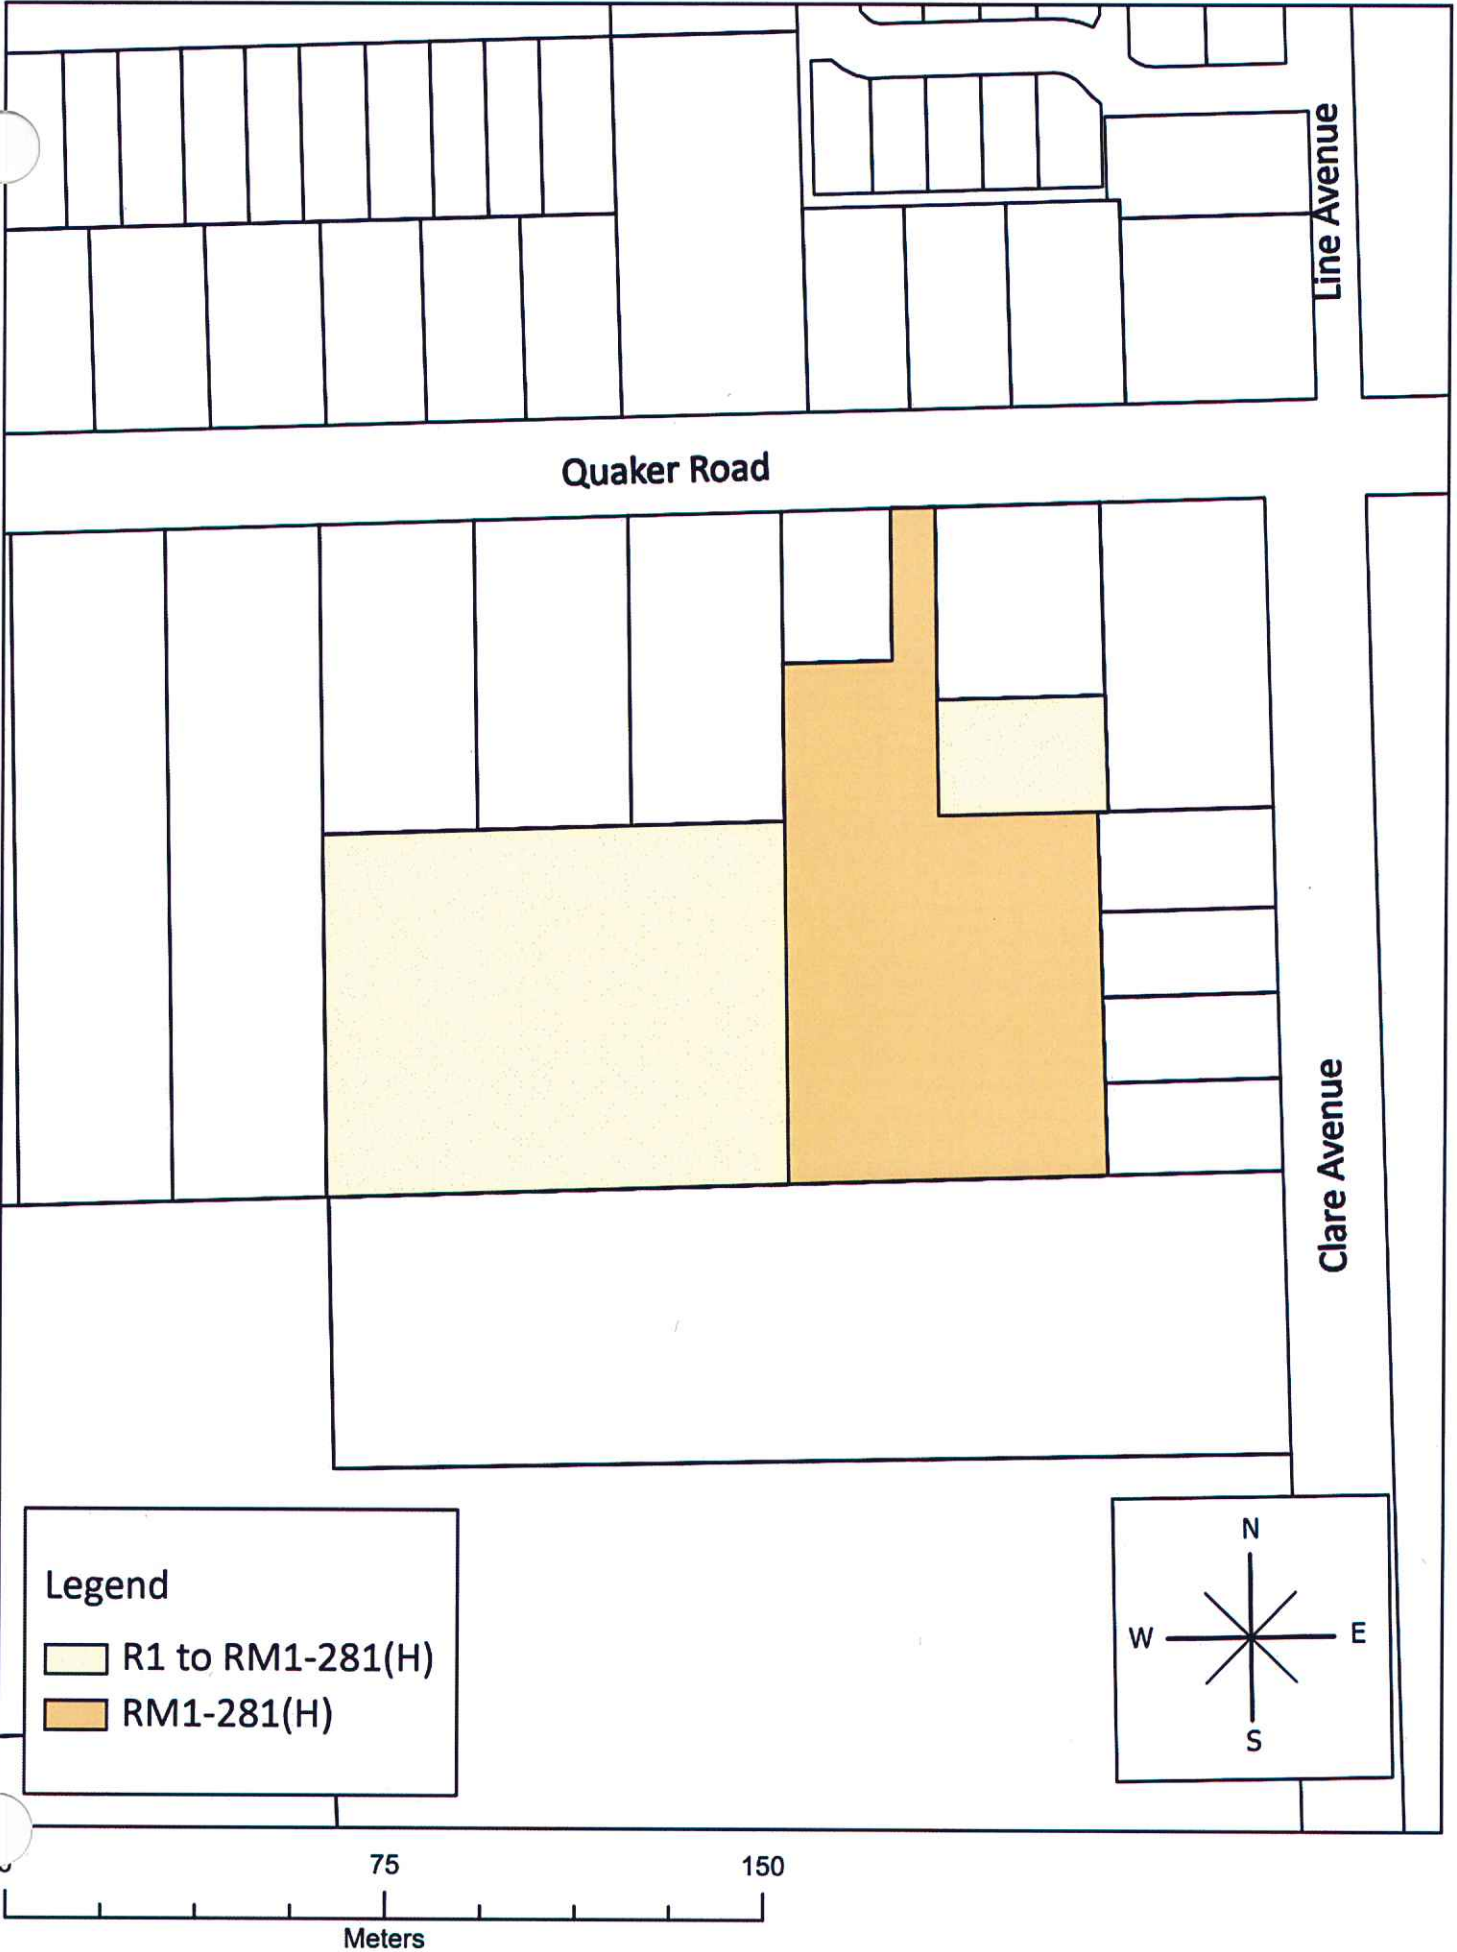 Line Avenue
Quaker Road
Clare Avenue
Legend
R1 to RM1-281(H)
RM1-281(H)
N
W E
S
75 150
Meters